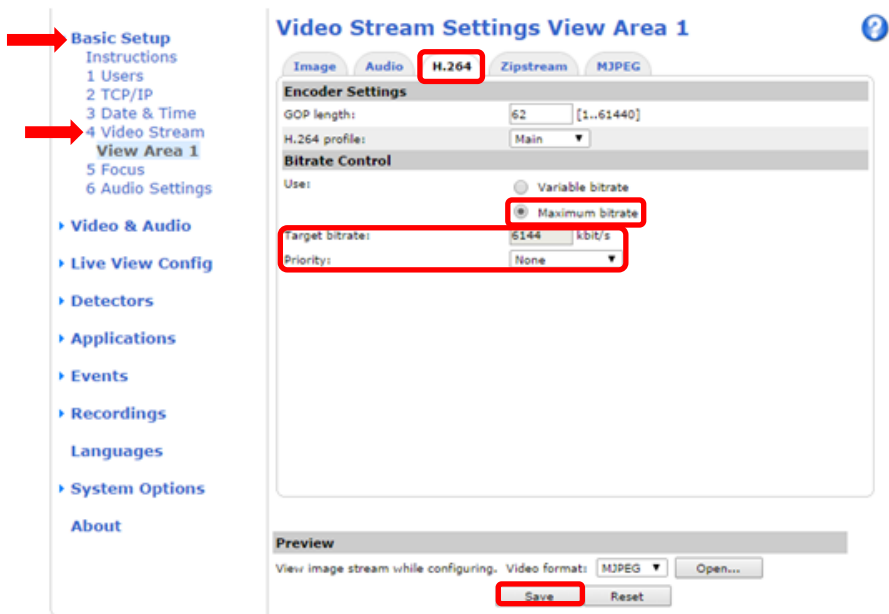 Basic Setup
Instructions
1 Users
2 TCP/IP
3 Date & Time
4 Video Stream
View Area 1
5 Focus
6 Audio Settings
Video & Audio
Live View Config
Detectors
Applications
Events
Recordings
Languages
System Options
About
Video Stream Settings View Area 1
?
Image Audio H.264 Zipstream MJPEG
Encoder Settings
GOP length: 62 [1..61440]
H.264 profile: Main
Bitrate Control
Use: Variable bitrate
Maximum bitrate
Target bitrate: 6144 kbit/s
Priority: None
Preview
View image stream while configuring. Video format: MJPEG Open...
Save Reset